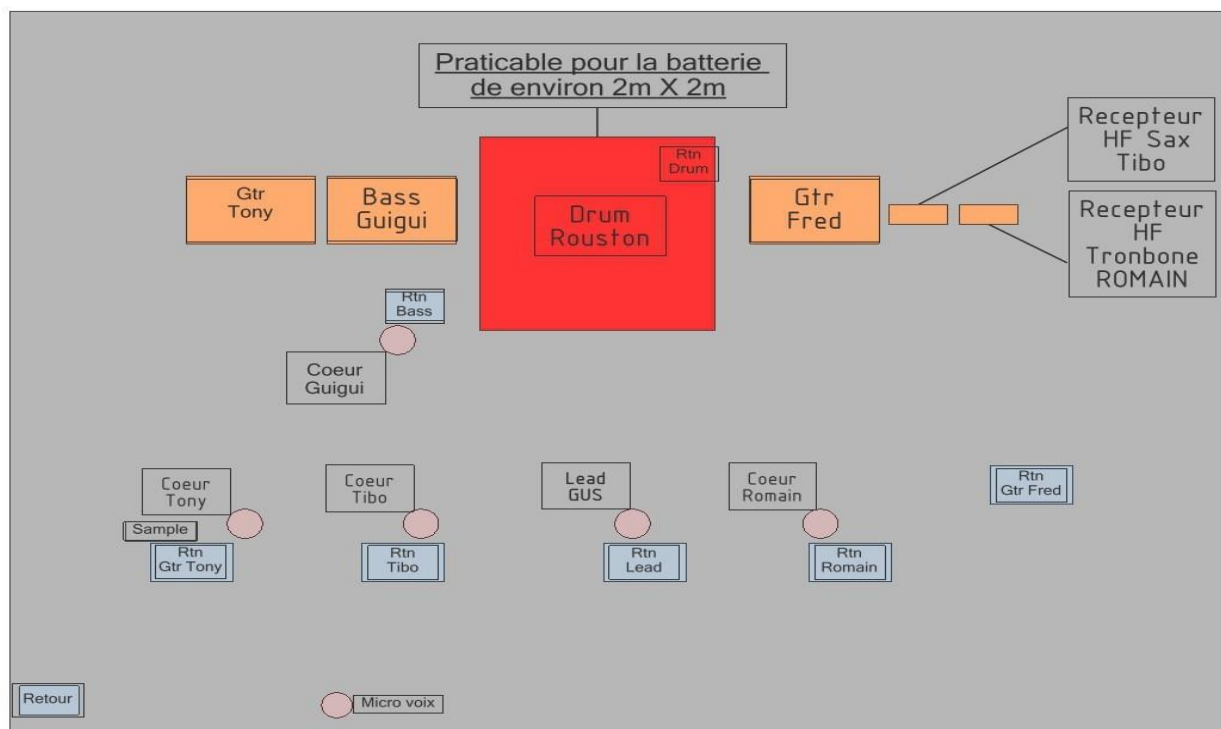 Praticable pour la batterie
de environ 2m X 2m
Recepteur
HF Sax
Tibo
Rtn
Drum
Gtr
Tony
Bass
Guigui
Drum
Rouston
Gtr
Fred
Recepteur
HF
Tronbone
ROMAIN
Rtn
Bass
Coeur
Guigui
Coeur
Tony
Coeur
Tibo
Lead
GUS
Coeur
Romain
Rtn
Gtr Fred
Sample
Rtn
Gtr Tony
Rtn
Tibo
Rtn
Lead
Rtn
Romain
Retour
Micro voix